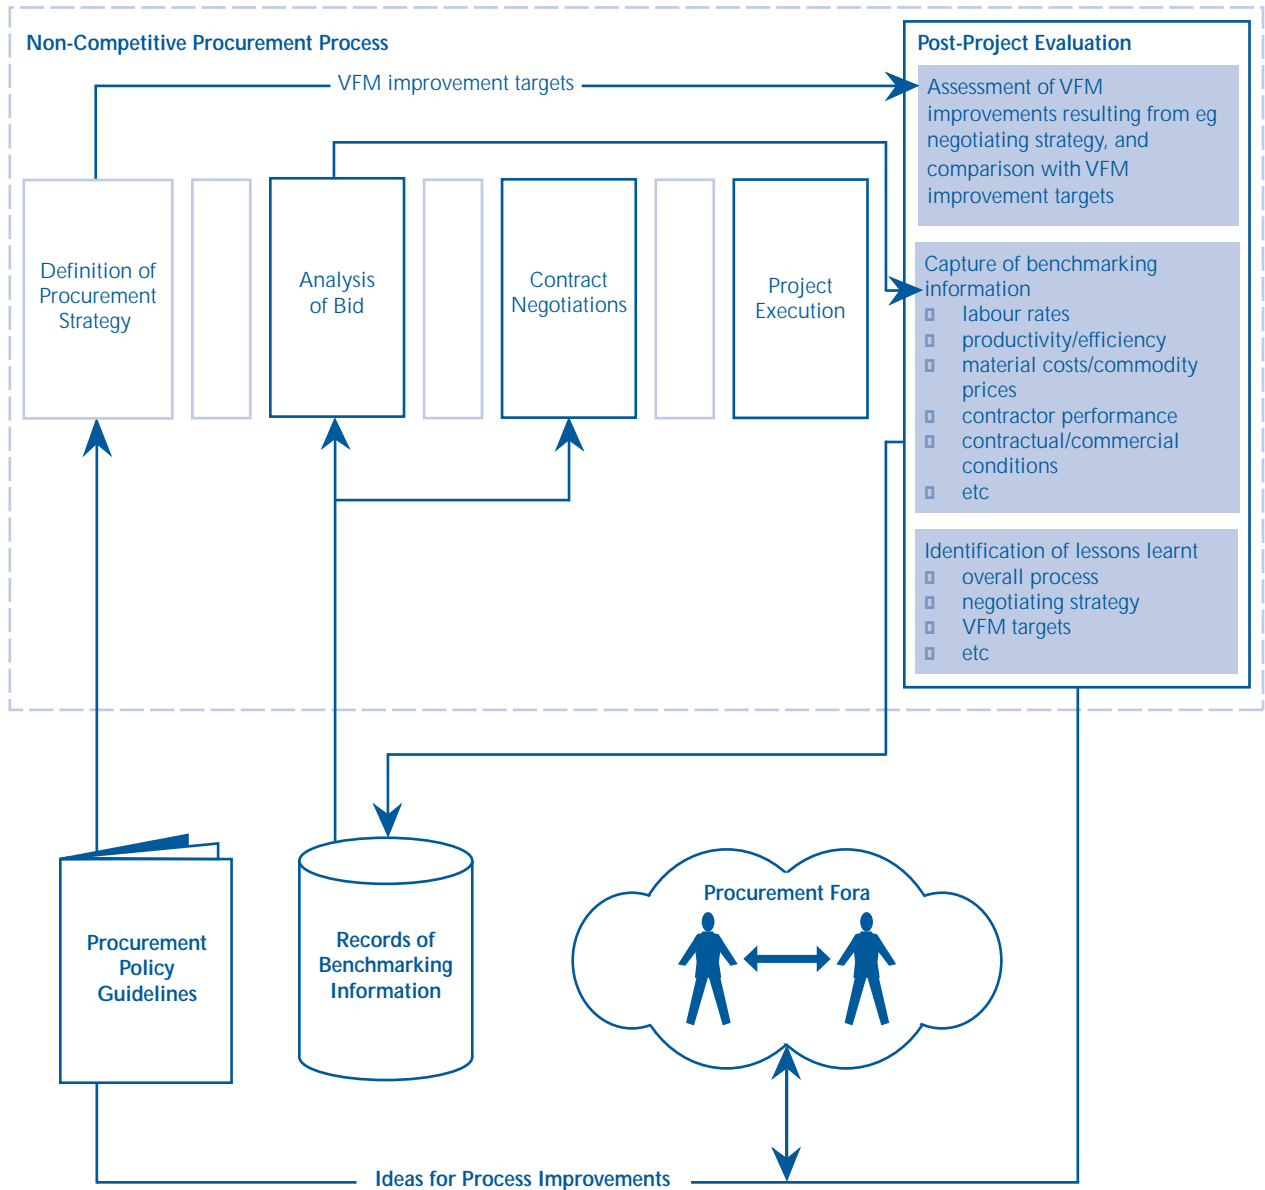 Non-Competitive Procurement Process
VFM improvement targets
Definition of
Procurement
Strategy
Analysis
of Bid
Contract
Negotiations
Project
Execution
Post-Project Evaluation
Assessment of VFM
improvements resulting from eg
negotiating strategy, and
comparison with VFM
improvement targets
Capture of benchmarking
information
labour rates
productivity/efficiency
material costs/commodity
prices
contractor performance
contractual/commercial
conditions
etc
Identification of lessons learnt
overall process
negotiating strategy
VFM targets
etc
Procurement
Policy
Guidelines
Records of
Benchmarking
Information
Procurement Fora
Ideas for Process Improvements